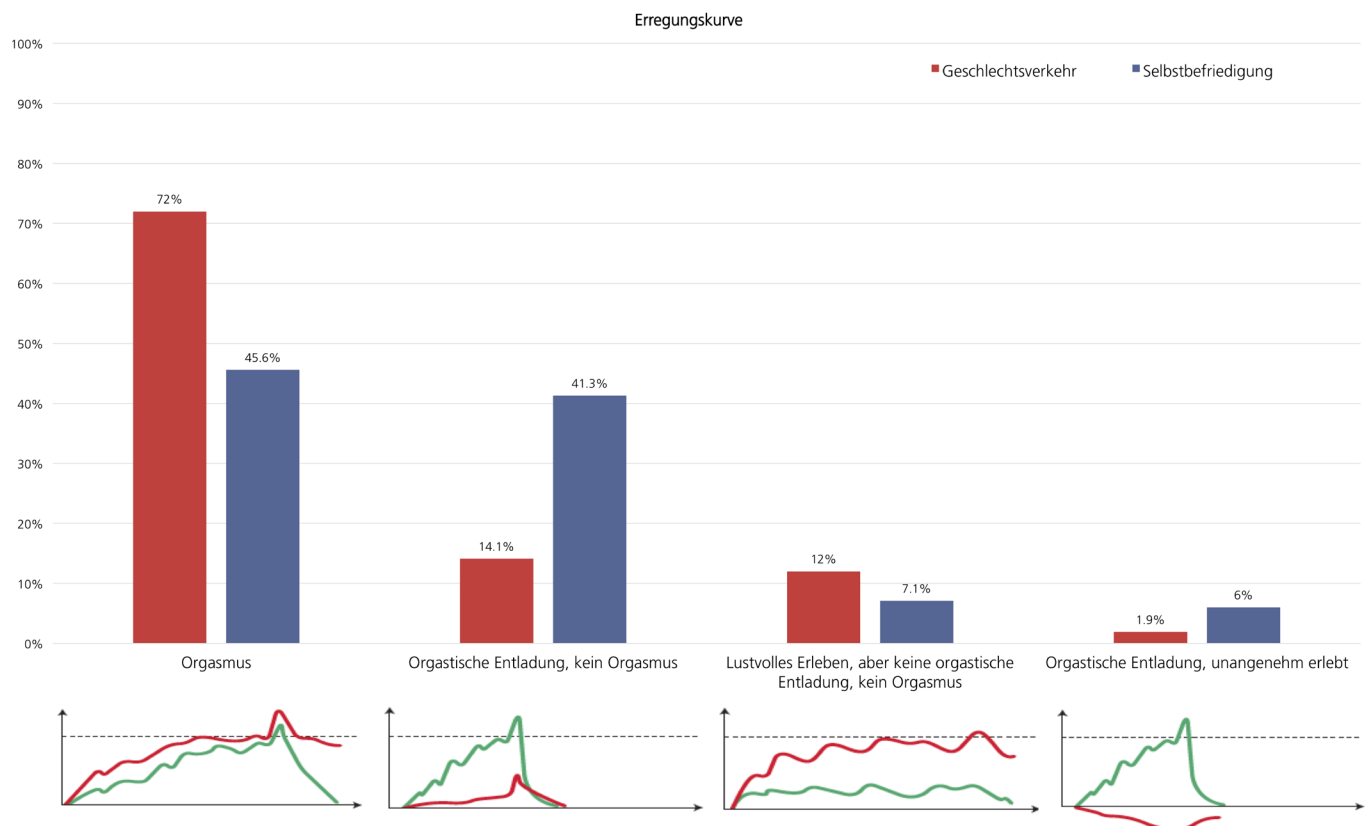 Erregungskurve
100%
Geschlechtsverkehr
Selbstbefriedigung
90%
80%
72%
70%
60%
50%
45.6%
41.3%
40%
30%
20%
14.1%
12%
10%
7.1%
6%
1.9%
0%
Orgasmus
Orgastische Entladung, kein Orgasmus
Lustvolles Erleben, aber keine orgastische
Entladung, kein Orgasmus
Orgastische Entladung, unangenehm erlebt